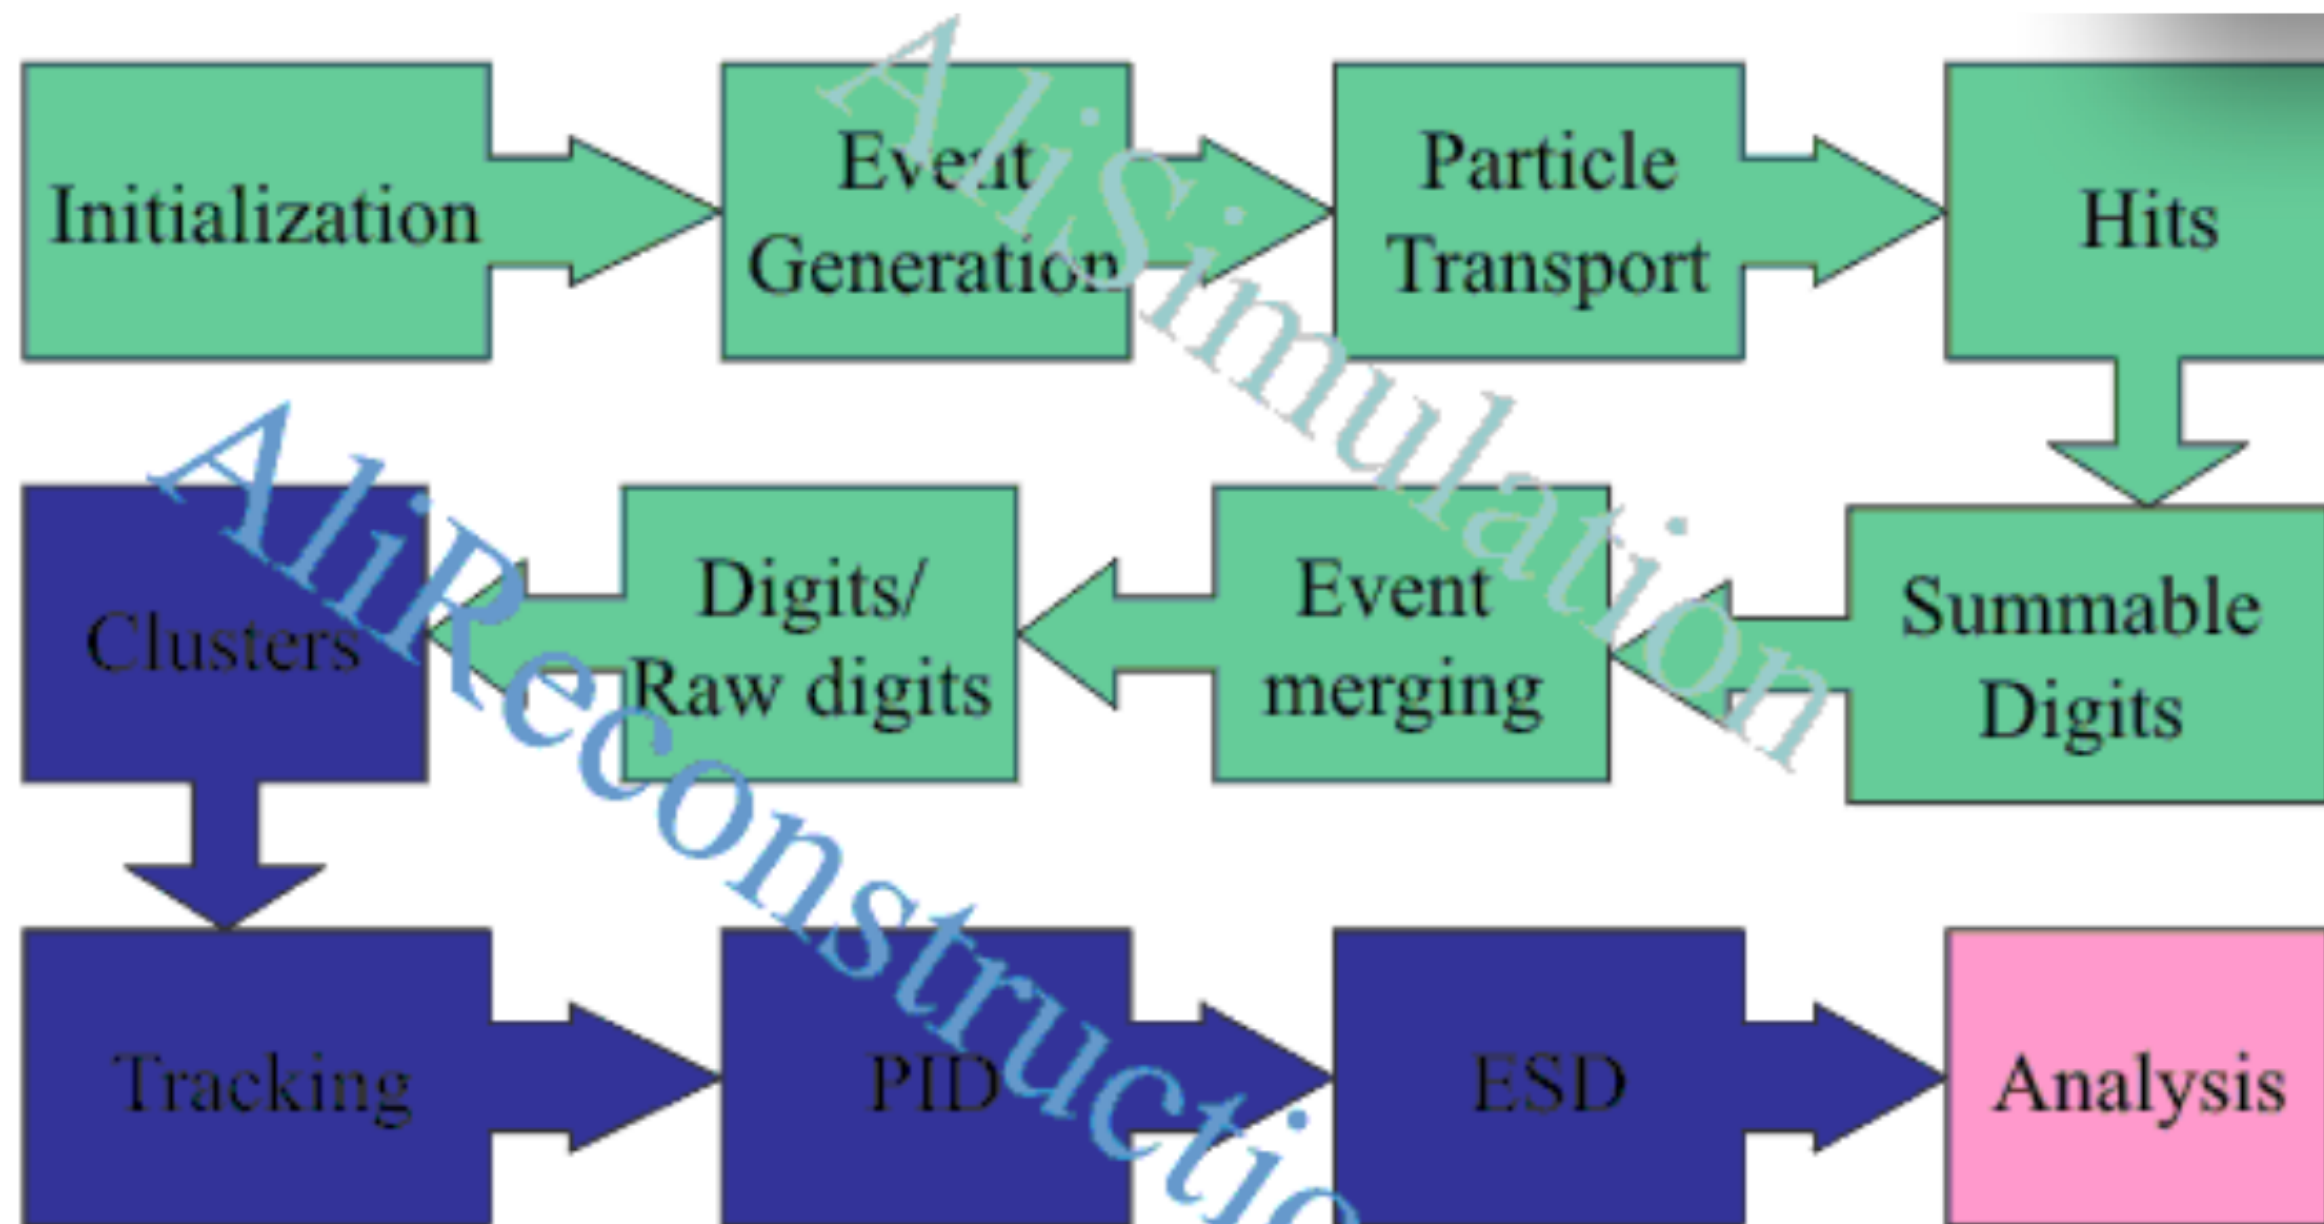 AliSimulation
Initialization
Event
Generation
Particle
Transport
Hits
AliReconstructio
Clusters
Digits/
Raw digits
Event
merging
Summable
Digits
Tracking
PID
ESD
Analysis